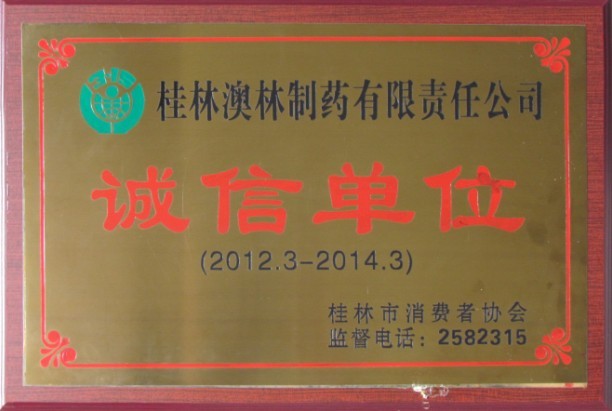 315
桂林澳林制药有限责任公司
诚信单位
(2012.3-2014.3)
桂林市消费者协会
监督电话：2582315